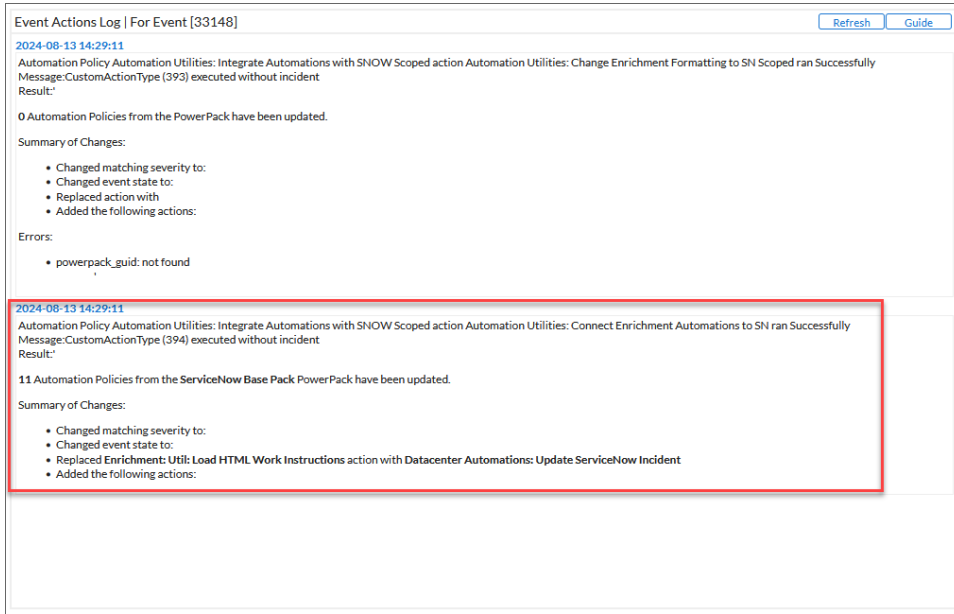 Event Actions Log | For Event [33148]
Refresh
Guide
2024-08-13 14:29:11
Automation Policy Automation Utilities: Integrate Automations with SNOW Scoped action Automation Utilities: Change Enrichment Formatting to SN Scoped ran Successfully
Message:CustomActionType (393) executed without incident
Result:'
0 Automation Policies from the PowerPack have been updated.
Summary of Changes:
• Changed matching severity to:
• Changed event state to:
• Replaced action with
• Added the following actions:
Errors:
• powerpack_guid: not found
'
2024-08-13 14:29:11
Automation Policy Automation Utilities: Integrate Automations with SNOW Scoped action Automation Utilities: Connect Enrichment Automations to SN ran Successfully
Message:CustomActionType (394) executed without incident
Result:'
11 Automation Policies from the ServiceNow Base Pack PowerPack have been updated.
Summary of Changes:
• Changed matching severity to:
• Changed event state to:
• Replaced Enrichment: Util: Load HTML Work Instructions action with Datacenter Automations: Update ServiceNow Incident
• Added the following actions: